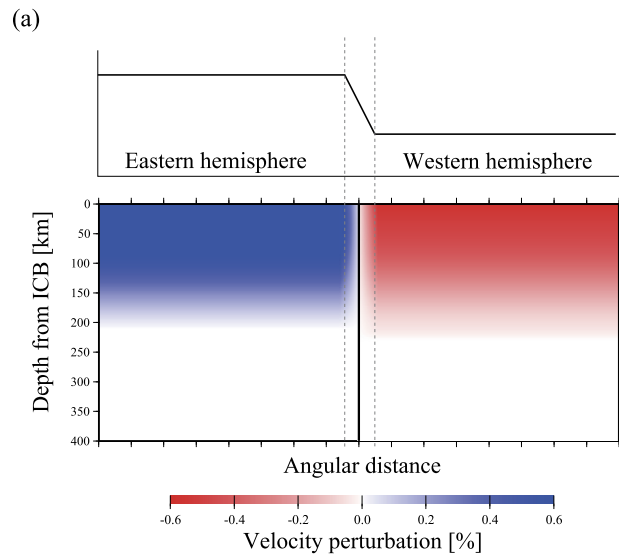 (a)
Eastern hemisphere
Western hemisphere
Depth from ICB [km]
0
50
100
150
200
250
300
350
400
Angular distance
-0.6 -0.4 -0.2 0.0 0.2 0.4 0.6
Velocity perturbation [%]